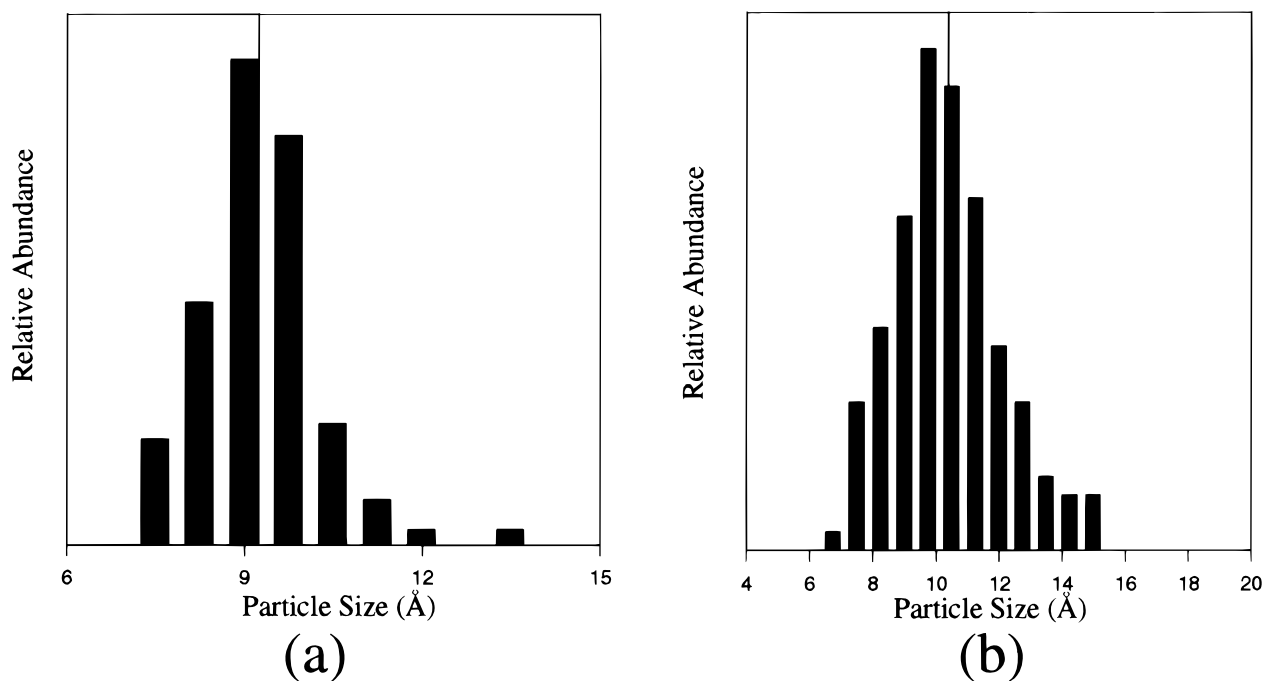 Relative Abundance
6 9 12 15
Particle Size (Å)
(a)
Relative Abundance
4 6 8 10 12 14 16 18 20
Particle Size (Å)
(b)